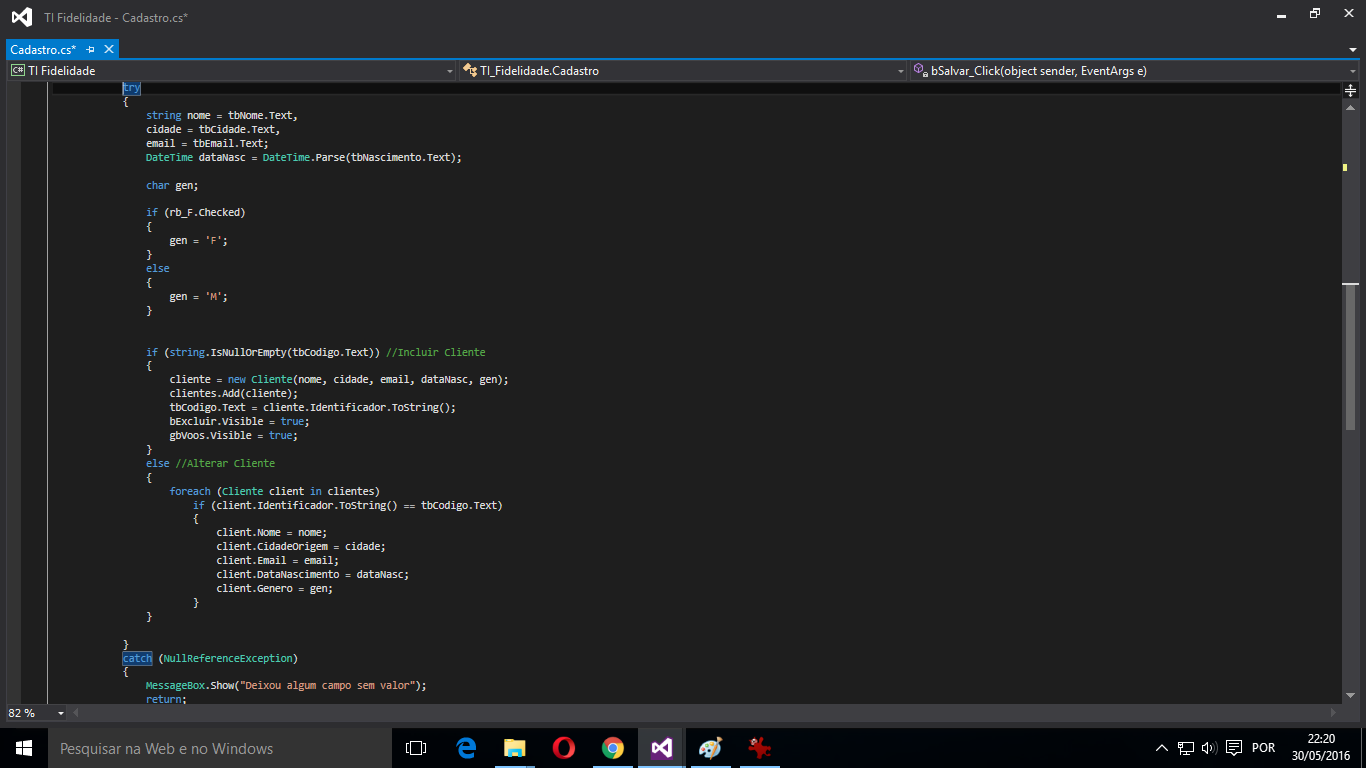 TI Fidelidade - Cadastro.cs*
Cadastro.cs*
C# TI Fidelidade
TI_Fidelidade.Cadastro
bSalvar_Click(object sender, EventArgs e)
try
{
string nome = tbNome.Text,
cidade = tbCidade.Text,
email = tbEmail.Text;
DateTime dataNasc = DateTime.Parse(tbNascimento.Text);
char gen;
if (rb_F.Checked)
{
gen = 'F';
}
else
{
gen = 'M';
}
if (string.IsNullOrEmpty(tbCodigo.Text)) //Incluir Cliente
{
cliente = new Cliente(nome, cidade, email, dataNasc, gen);
clientes.Add(cliente);
tbCodigo.Text = cliente.Identificador.ToString();
bExcluir.Visible = true;
gbVoos.Visible = true;
}
else //Alterar Cliente
{
foreach (Cliente client in clientes)
if (client.Identificador.ToString() == tbCodigo.Text)
{
client.Nome = nome;
client.CidadeOrigem = cidade;
client.Email = email;
client.DataNascimento = dataNasc;
client.Genero = gen;
}
}
}
catch (NullReferenceException)
{
MessageBox.Show("Deixou algum campo sem valor");
return;
82 %
Pesquisar na Web e no Windows
POR
22:20
30/05/2016